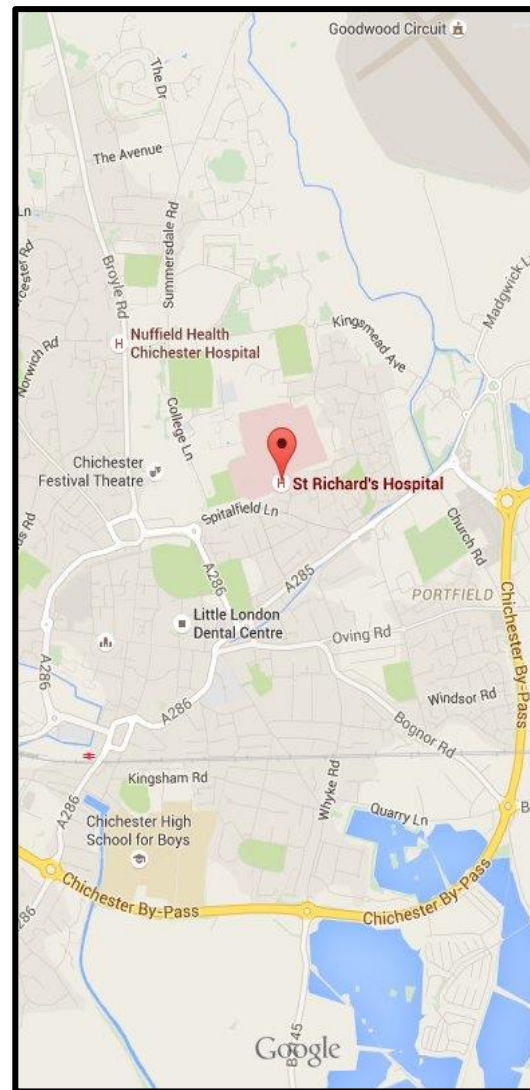 Goodwood Circuit
The Dr
The Avenue
Ln
Summersdale Rd
Broyle Rd
Madgwick L
Kingsmead Ave
Nuffield Health
Chichester Hospital
Norwich Rd
College Ln
Chichester
Festival Theatre
St Richard's Hospital
Spitalfield Ln
Church Rd
A286
A285
PORTFIELD
Chichester By-Pass
Little London
Dental Centre
Oving Rd
A286
Windsor Rd
A286
Bognor Rd
Kingsham Rd
Whyke Rd
Quarry Ln
A286
Chichester High
School for Boys
Chichester By-Pass
Chichester By-Pass
Google